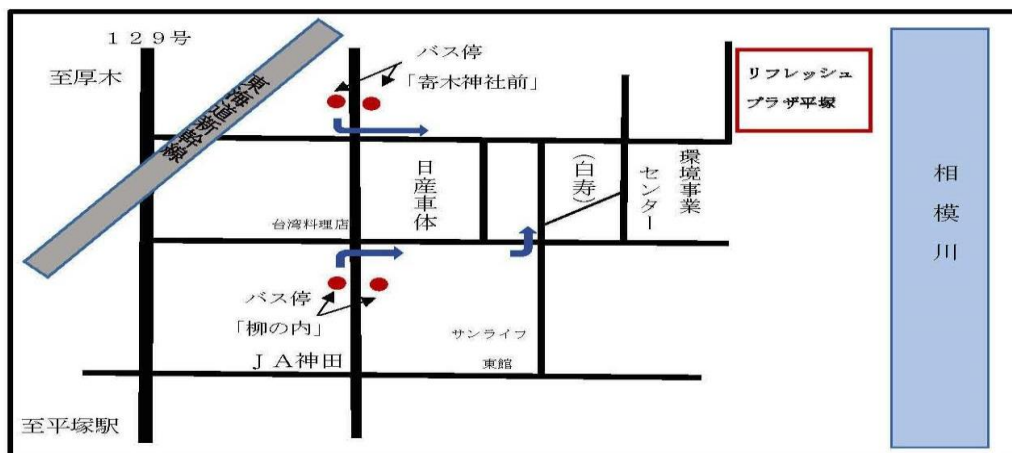 １２９号
至厚木
東海道新幹線
バス停
「寄木神社前」
リフレッシュ
プラザ平塚
日産車体
(白寿)
環境事業
センター
相模川
台湾料理店
バス停
「柳の内」
サンライフ
東館
ＪＡ神田
至平塚駅